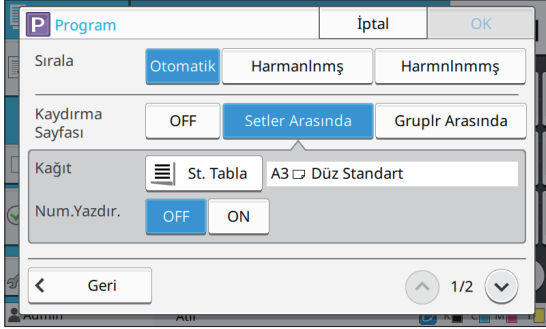 P Program İptal OK
Sırala Otomatik Harmanlnmş Harmnlnmmş
Kaydırma
Sayfası OFF Setler Arasında Gruplr Arasında
Kağıt St. Tabla A3 Düz Standart
Num.Yazdır. OFF ON
Geri 1/2
Admin Atıl